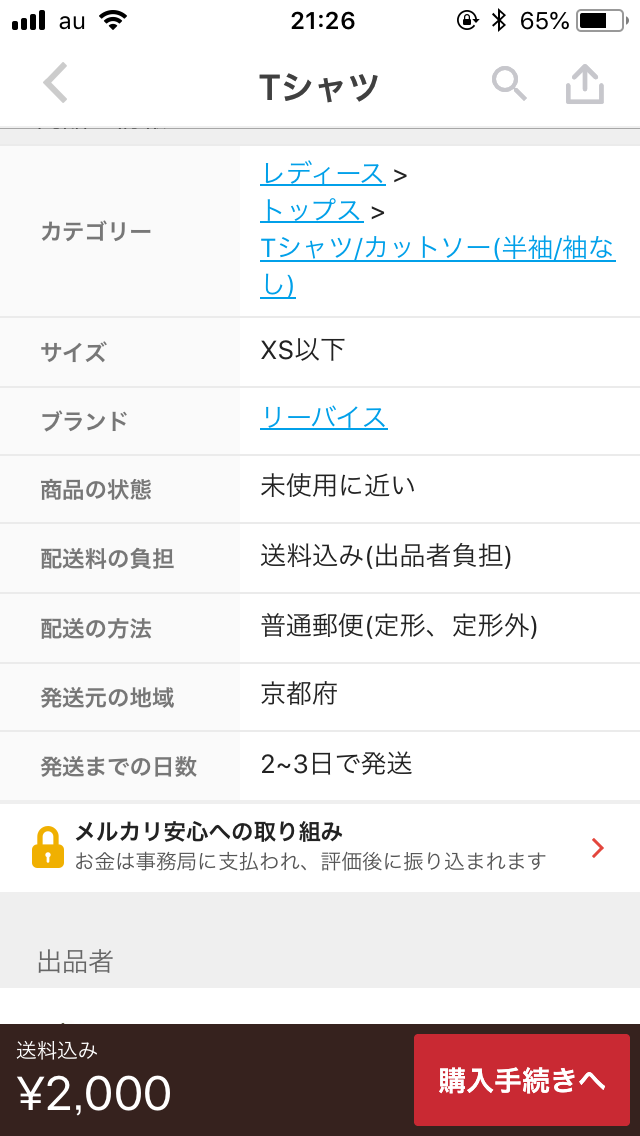 au 21:26 65%
Tシャツ
カテゴリー
レディース >
トップス >
Tシャツ/カットソー(半袖/袖な
し)
サイズ XS以下
ブランド リーバイス
商品の状態 未使用に近い
配送料の負担 送料込み(出品者負担)
配送の方法 普通郵便(定形、定形外)
発送元の地域 京都府
発送までの日数 2~3日で発送
メルカリ安心への取り組み
お金は事務局に支払われ、評価後に振り込まれます
出品者
送料込み
¥2,000
購入手続きへ